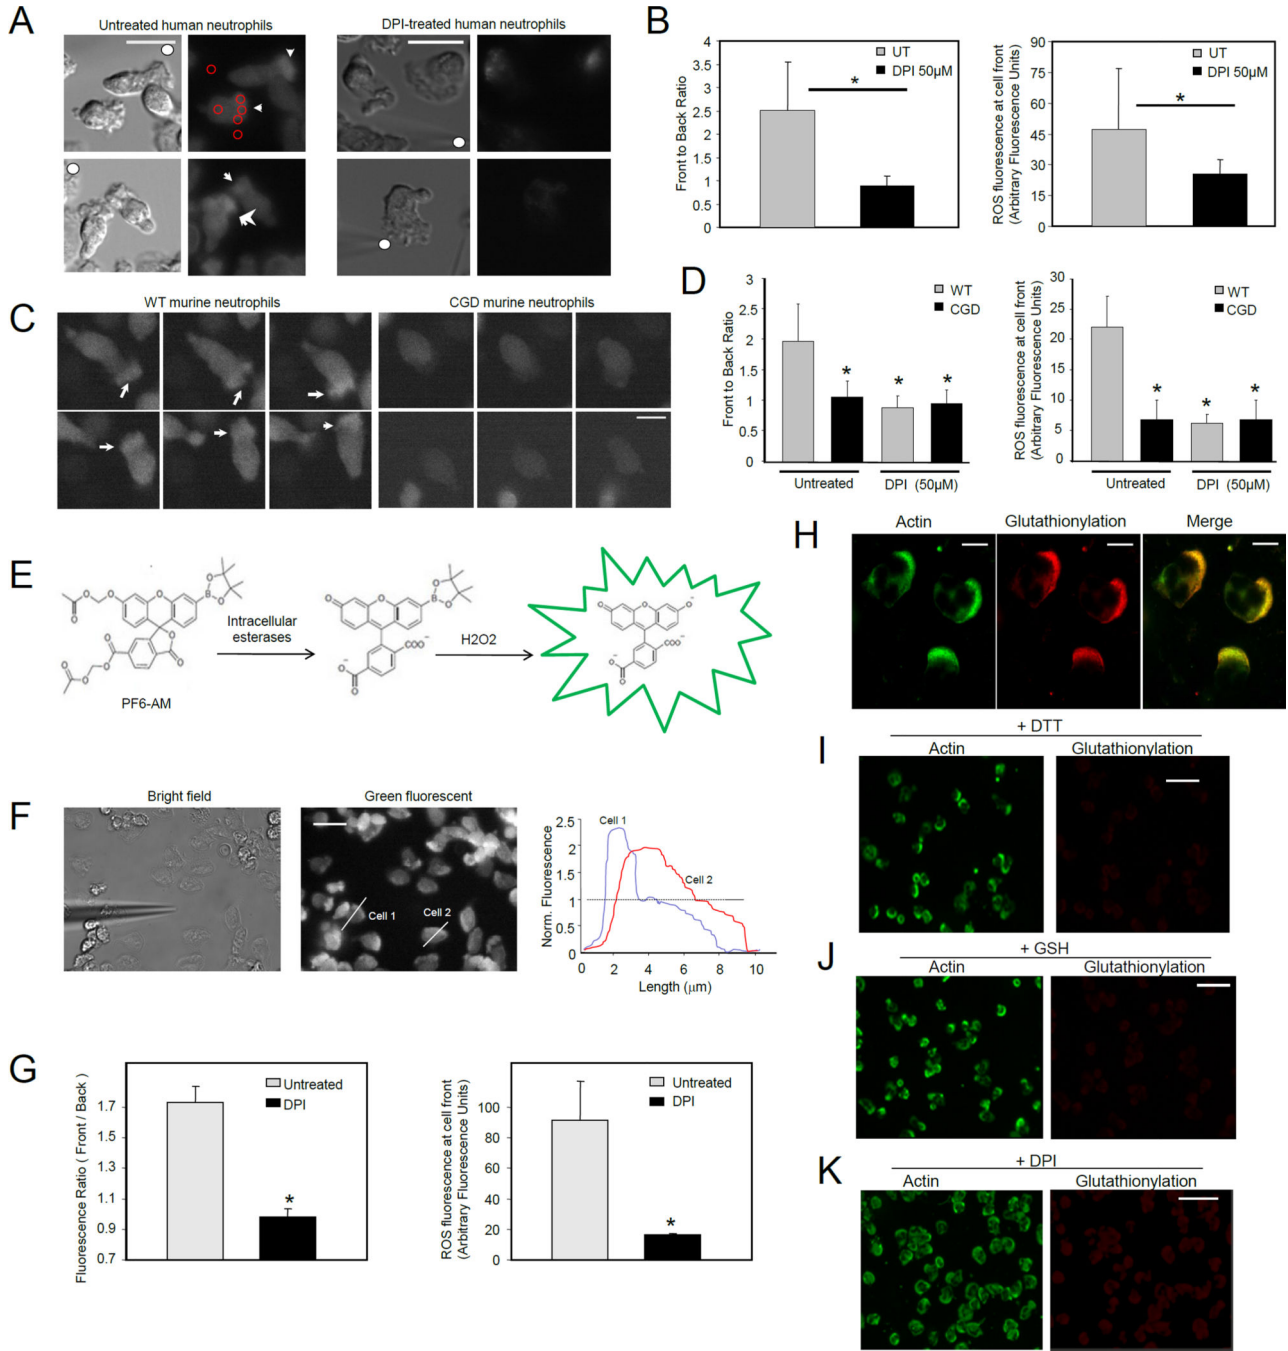 A
Untreated human neutrophils
DPI-treated human neutrophils
B
Front to Back Ratio
4
3.5
3
2.5
2
1.5
1
0.5
0
UT
DPI 50µM
*
ROS fluorescence at cell front
(Arbitrary Fluorescence Units)
90
75
60
45
30
15
0
UT
DPI 50µM
*
C
WT murine neutrophils
CGD murine neutrophils
D
Front to Back Ratio
3
2.5
2
1.5
1
0.5
0
WT
CGD
* * *
Untreated
DPI (50µM)
ROS fluorescence at cell front
(Arbitrary Fluorescence Units)
30
25
20
15
10
5
0
WT
CGD
* * *
Untreated
DPI (50µM)
E
PF6-AM
Intracellular
esterases
H2O2
F
Bright field
Green fluorescent
Cell 1
Cell 2
Norm. Fluorescence
2.5
2
1.5
1
0.5
0
Cell 1
Cell 2
0 2 4 6 8 10
Length (µm)
G
Fluorescence Ratio ( Front / Back )
1.7
1.5
1.3
1.1
0.9
0.7
Untreated
DPI
*
ROS fluorescence at cell front
(Arbitrary Fluorescence Units)
100
80
60
40
20
0
Untreated
DPI
*
H
Actin
Glutathionylation
Merge
I
+ DTT
Actin
Glutathionylation
J
+ GSH
Actin
Glutathionylation
K
+ DPI
Actin
Glutathionylation